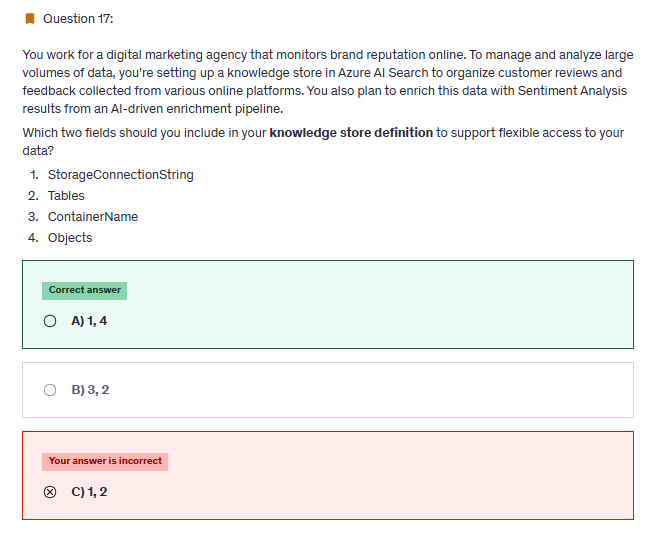 Question 17:
You work for a digital marketing agency that monitors brand reputation online. To manage and analyze large
volumes of data, you're setting up a knowledge store in Azure AI Search to organize customer reviews and
feedback collected from various online platforms. You also plan to enrich this data with Sentiment Analysis
results from an AI-driven enrichment pipeline.
Which two fields should you include in your knowledge store definition to support flexible access to your
data?
1. StorageConnectionString
2. Tables
3. ContainerName
4. Objects
Correct answer
A) 1, 4
B) 3, 2
Your answer is incorrect
C) 1, 2